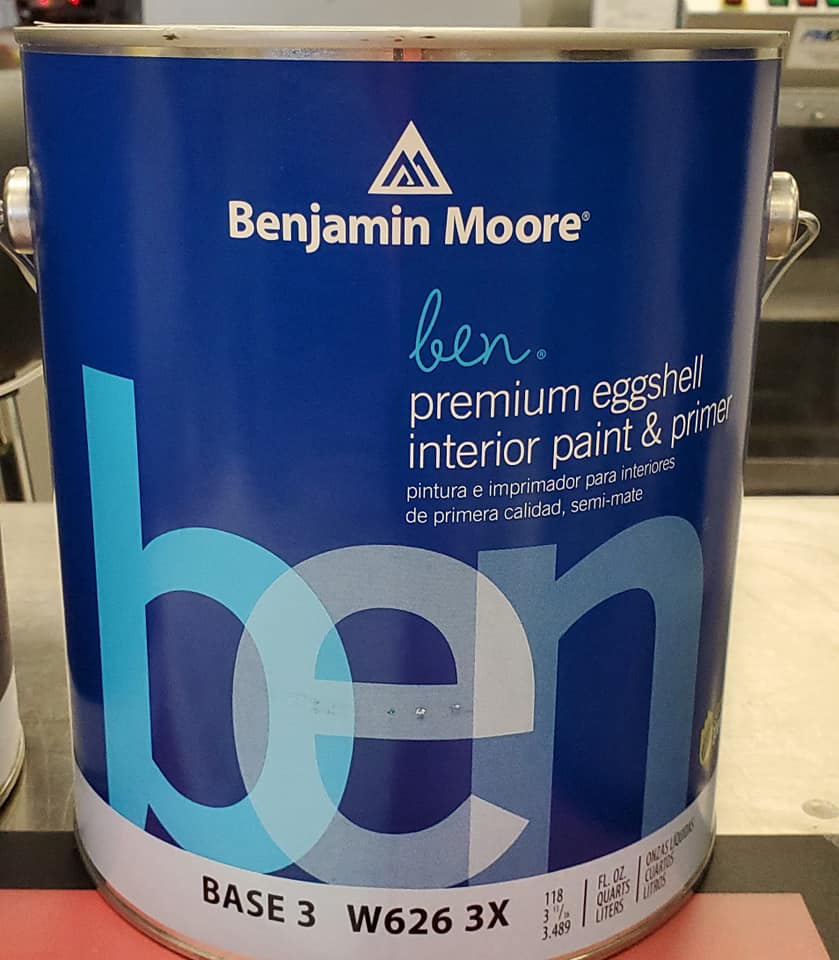 Benjamin Moore®
ben®
premium eggshell
interior paint & primer
pintura e imprimador para interiores
de primera calidad, semi-mate
ben
BASE 3 W626 3X
118 FL. OZ. ONZAS LÍQUIDAS
3 11/16 QUARTS CUARTOS
3.489 LITERS LITROS